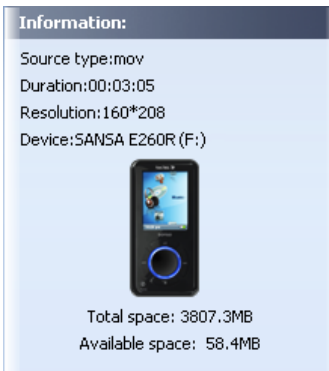 Information:
Source type:mov
Duration:00:03:05
Resolution:160*208
Device:SANSA E260R (F:)
Total space: 3807.3MB
Available space: 58.4MB